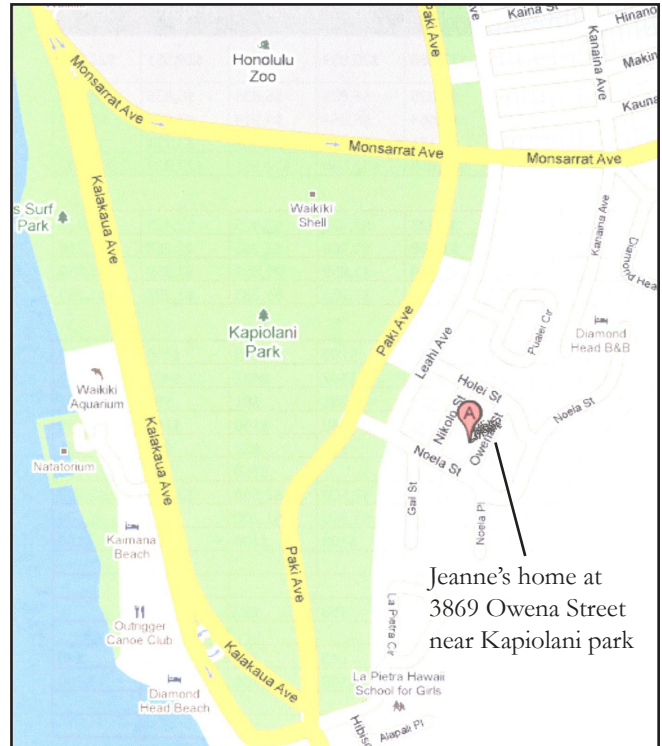 Kaina St
Hinano
Honolulu
Zoo
Paki Ave
Kanaina Ave
Makin
Kauna
Monsarrat Ave
Monsarrat Ave
Monsarrat Ave
s Surf
Park
Kalakaua Ave
Waikiki
Shell
Kanaina Ave
Diamond Head
Pualei Cir
Kapiolani
Park
Paki Ave
Leahi Ave
Diamond
Head B&B
Holei St
Waikiki
Aquarium
Nikolo St
A
Owena St
Noela St
Kalakaua Ave
Noela St
Natatorium
Gail St
Noela Pl
Kaimana
Beach
Paki Ave
Jeanne's home at
3869 Owena Street
near Kapiolani park
La Pietra Cir
Outrigger
Canoe Club
Kalakaua Ave
La Pietra Hawaii
School for Girls
Diamond
Head Beach
Hibisc
Alapali Pl